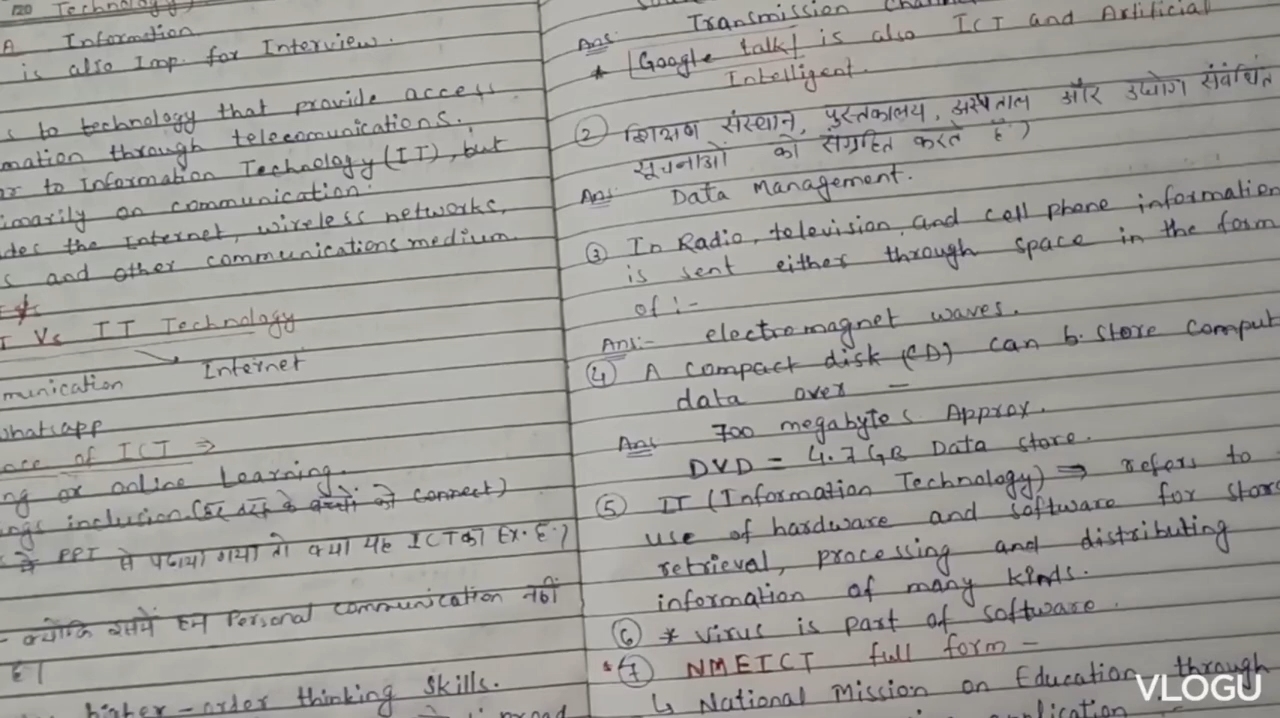 Technology)
A Information
is also Imp. for Interview.
s to technology that provide access
mation through telecommunications.
ar to Information Technology (IT), but
imarily on communication.
des the Internet, wireless networks,
s and other communications medium.
T Vs IT Technology
munication Internet
whatsapp
ace of ICT ⇒
ng or online Learning.
ngs inclusion. (हर तरह के बच्चों को connect)
में PPT से पढ़ाया गया तो क्या यह ICT का Ex. है?)
- क्योंकि इसमें हम Personal communication नहीं
है।
higher-order thinking skills.
Transmission
Ans:
* Google talk is also ICT and Artificial
Intelligent.
② शिक्षण संस्थान, पुस्तकालय, अस्पताल और उद्योग संबंधित
सूचनाओं को संग्रहित करते है?
Ans: Data Management.
③ In Radio, television, and cell phone information
is sent either through space in the form
of :-
Ans:- electromagnet waves.
④ A compact disk (CD) can b. store comput
data over —
Ans 700 megabytes Approx.
DVD = 4.7 GB Data store.
⑤ IT (Information Technology) ⇒ refers to
use of hardware and software for store
retrieval, processing and distributing
information of many kinds.
⑥ * Virus is part of software.
⑦ NMEICT full form -
↳ National Mission on Education through
VLOGU